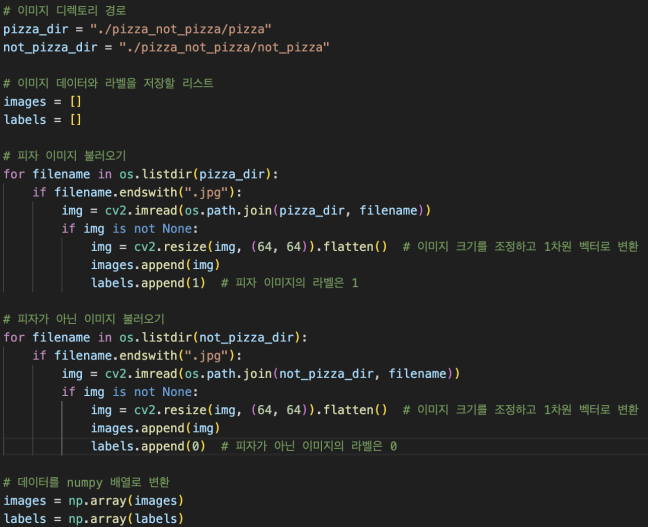 # 이미지 디렉토리 경로
pizza_dir = "./pizza_not_pizza/pizza"
not_pizza_dir = "./pizza_not_pizza/not_pizza"

# 이미지 데이터와 라벨을 저장할 리스트
images = []
labels = []

# 피자 이미지 불러오기
for filename in os.listdir(pizza_dir):
    if filename.endswith(".jpg"):
        img = cv2.imread(os.path.join(pizza_dir, filename))
        if img is not None:
            img = cv2.resize(img, (64, 64)).flatten()  # 이미지 크기를 조정하고 1차원 벡터로 변환
            images.append(img)
            labels.append(1)  # 피자 이미지의 라벨은 1

# 피자가 아닌 이미지 불러오기
for filename in os.listdir(not_pizza_dir):
    if filename.endswith(".jpg"):
        img = cv2.imread(os.path.join(not_pizza_dir, filename))
        if img is not None:
            img = cv2.resize(img, (64, 64)).flatten()  # 이미지 크기를 조정하고 1차원 벡터로 변환
            images.append(img)
            labels.append(0)  # 피자가 아닌 이미지의 라벨은 0

# 데이터를 numpy 배열로 변환
images = np.array(images)
labels = np.array(labels)